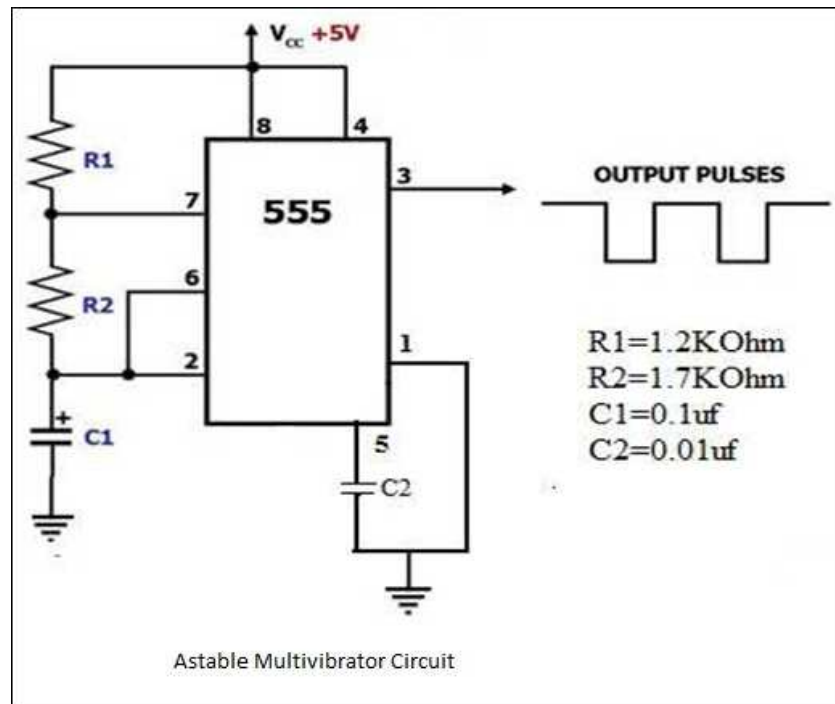 Vcc +5V
8 4
R1
7
555
3
OUTPUT PULSES
6
R2
2
1
+
C1
5
C2
R1=1.2KOhm
R2=1.7KOhm
C1=0.1uf
C2=0.01uf
Astable Multivibrator Circuit